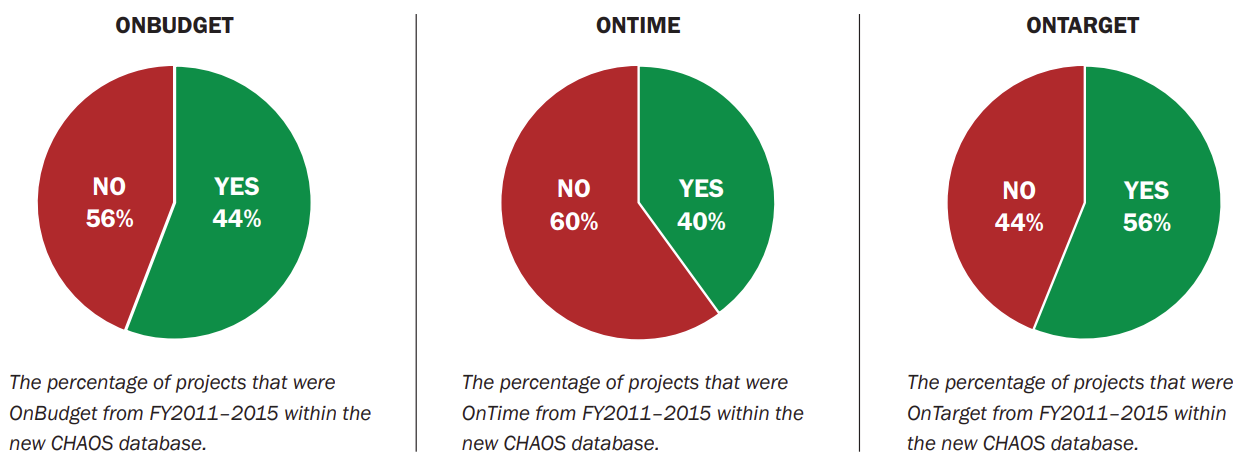 ONBUDGET
NO
56%
YES
44%
The percentage of projects that were
OnBudget from FY2011–2015 within the
new CHAOS database.
ONTIME
NO
60%
YES
40%
The percentage of projects that were
OnTime from FY2011–2015 within the
new CHAOS database.
ONTARGET
NO
44%
YES
56%
The percentage of projects that were
OnTarget from FY2011–2015 within
the new CHAOS database.